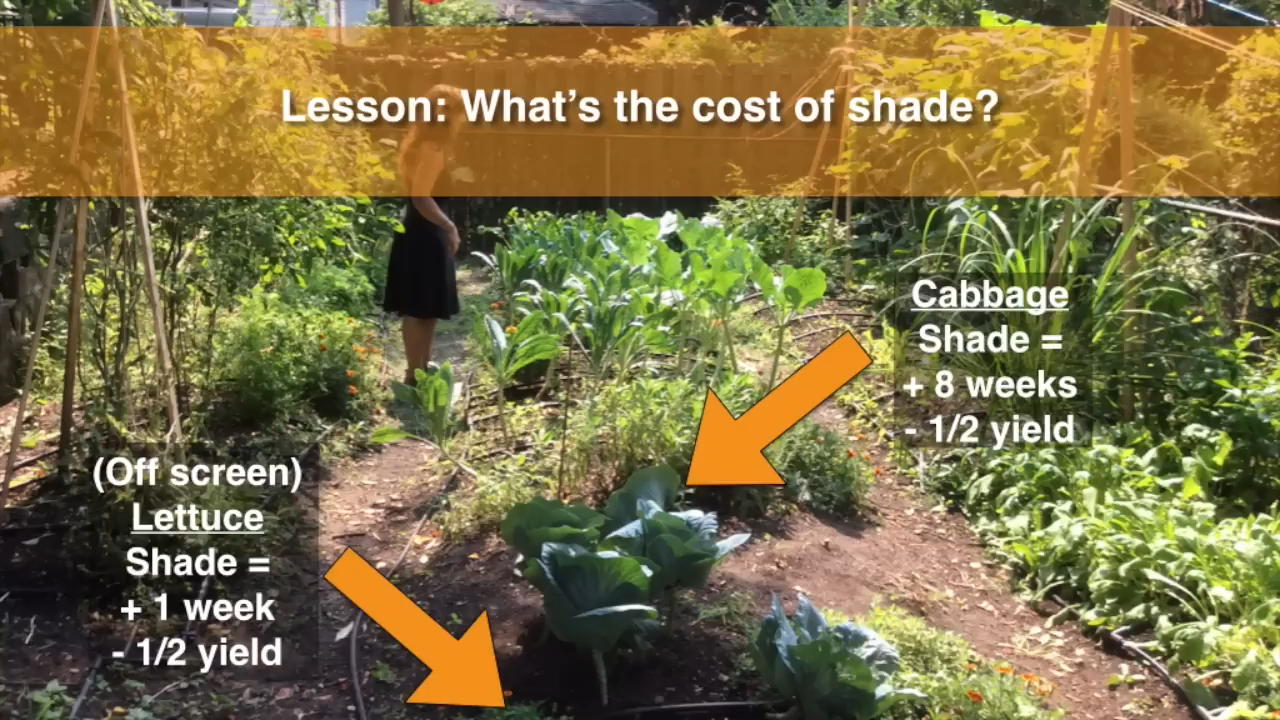 Lesson: What's the cost of shade?
Cabbage
Shade =
+ 8 weeks
- 1/2 yield
(Off screen)
Lettuce
Shade =
+ 1 week
- 1/2 yield